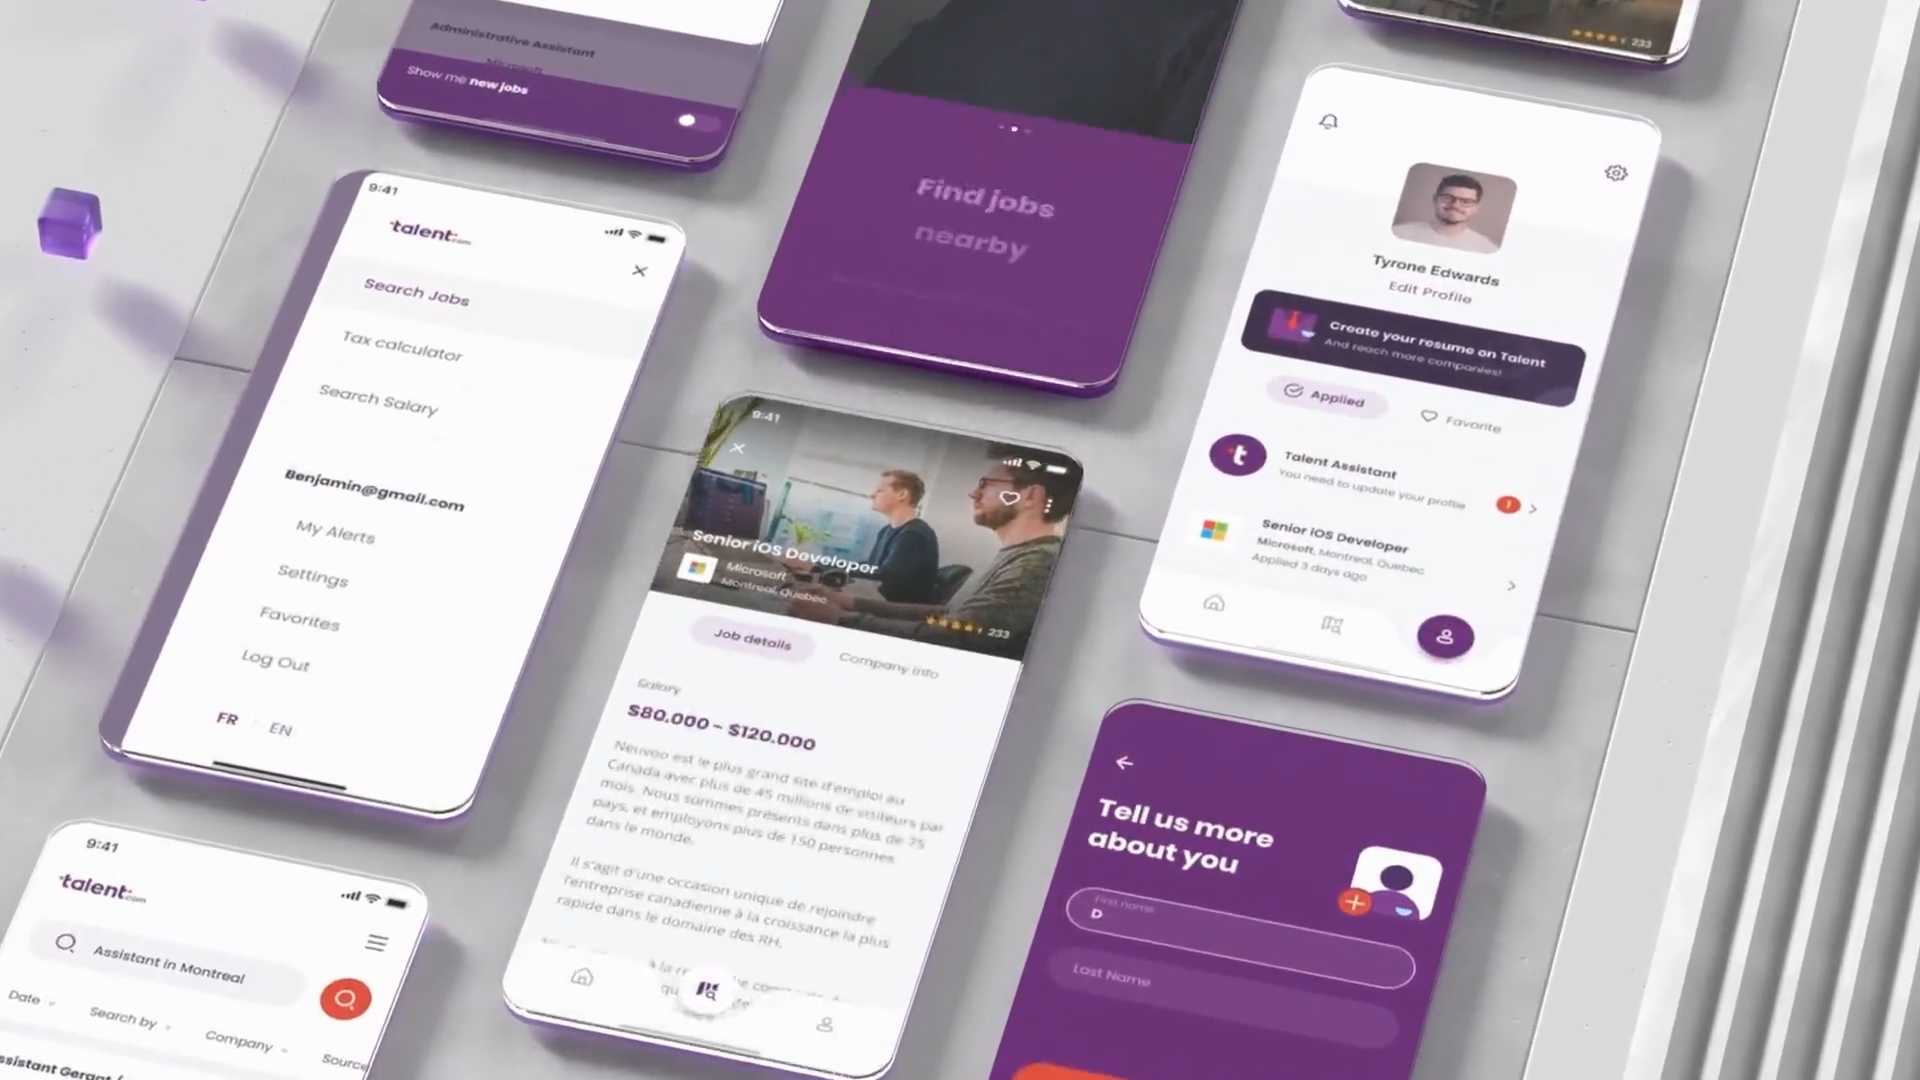 Administrative Assistant
Microsoft
Show me new jobs
233
Find jobs
nearby
Tyrone Edwards
Edit Profile
Create your resume on Talent
And reach more companies!
Applied
Favorite
Talent Assistant
You need to update your profile
1
Senior iOS Developer
Microsoft, Montreal, Quebec
Applied 3 days ago
9:41
talent.com
Search Jobs
Tax calculator
Search Salary
Benjamin@gmail.com
My Alerts
Settings
Favorites
Log Out
FR
EN
9:41
Senior iOS Developer
Microsoft
Montreal, Quebec
233
Job details
Company info
Salary
$80.000 - $120.000
Neuvoo est le plus grand site d'emploi au
Canada avec plus de 45 millions de visiteurs par
mois. Nous sommes présents dans plus de 75
pays, et employons plus de 150 personnes
dans le monde.
Il s'agit d'une occasion unique de rejoindre
l'entreprise canadienne à la croissance la plus
rapide dans le domaine des RH.
à la
Tell us more
about you
First name
D
Last Name
9:41
talent.com
Assistant in Montreal
Date
Search by
Company
Source